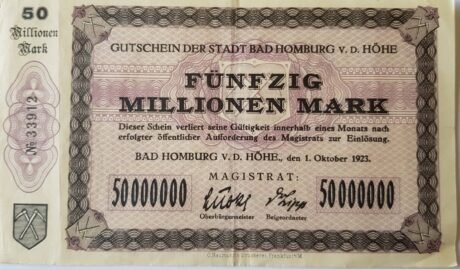 50
Millionen
Mark
№ 33912
GUTSCHEIN DER STADT BAD HOMBURG V. D. HÖHE
FÜNFZIG
MILLIONEN MARK
Dieser Schein verliert seine Gültigkeit innerhalb eines Monats nach
erfolgter öffentlicher Aufforderung des Magistrats zur Einlösung.
BAD HOMBURG V. D. HÖHE., den 1. Oktober 1923.
MAGISTRAT:
50000000
50000000
Oberbürgermeister Beigeordneter
Druckerei, Frankfurt a/M